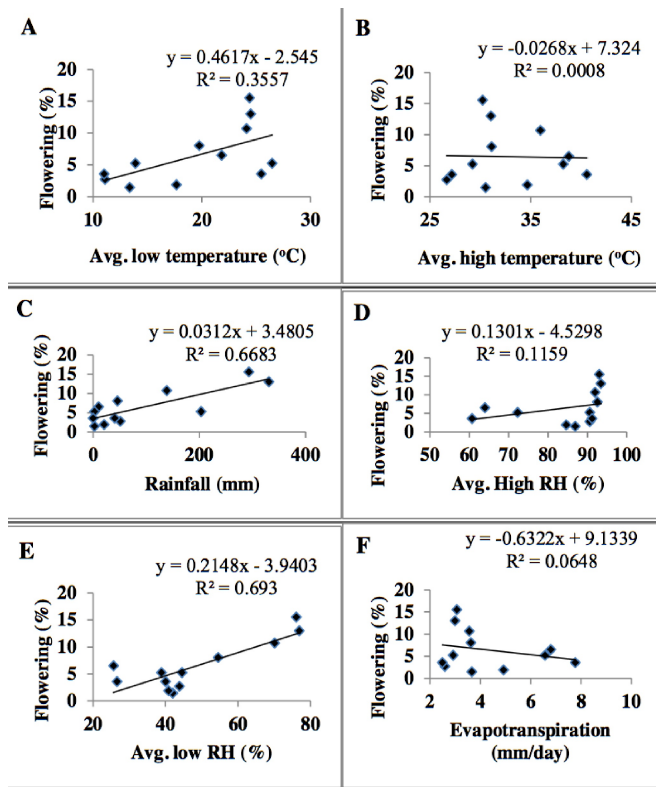 A
y = 0.4617x - 2.545
R² = 0.3557
Flowering (%)
20
15
10
5
0
10 20 30
Avg. low temperature (ºC)
B
y = -0.0268x + 7.324
R² = 0.0008
Flowering (%)
20
15
10
5
0
25 35 45
Avg. high temperature (ºC)
C
y = 0.0312x + 3.4805
R² = 0.6683
Flowering (%)
20
15
10
5
0
0 200 400
Rainfall (mm)
D
y = 0.1301x - 4.5298
R² = 0.1159
Flowering (%)
20
15
10
5
0
50 60 70 80 90 100
Avg. High RH (%)
E
y = 0.2148x - 3.9403
R² = 0.693
Flowering (%)
20
15
10
5
0
20 40 60 80
Avg. low RH (%)
F
y = -0.6322x + 9.1339
R² = 0.0648
Flowering (%)
20
15
10
5
0
2 4 6 8 10
Evapotranspiration
(mm/day)